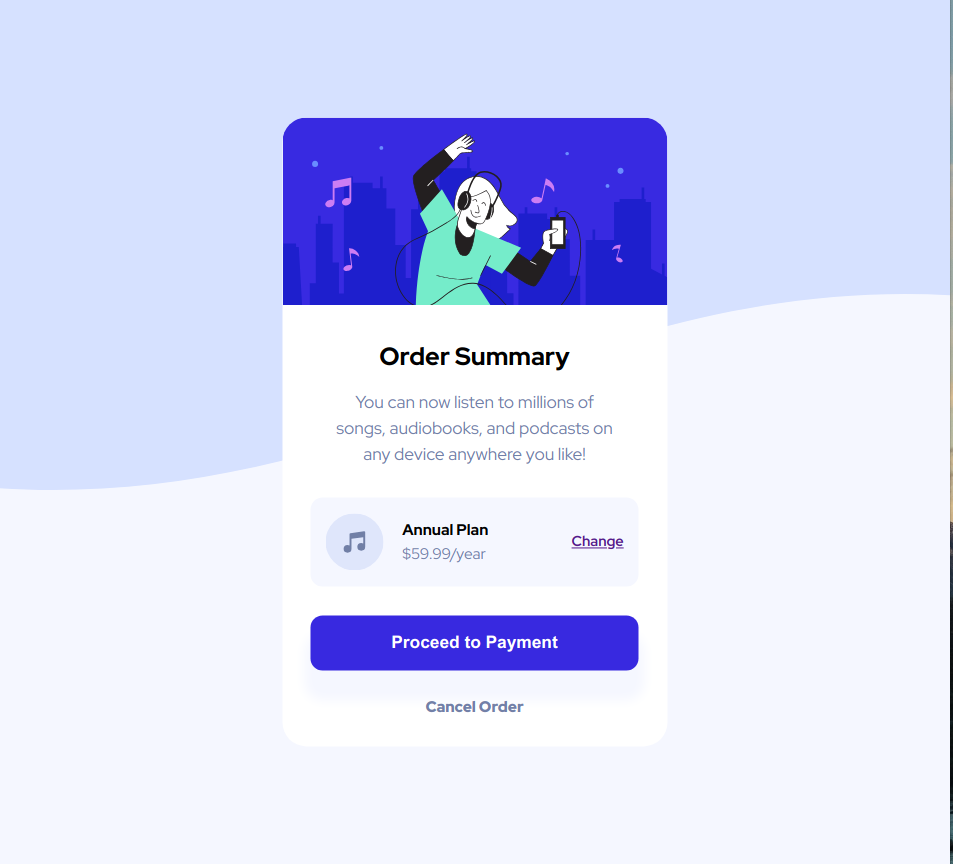 Order Summary
You can now listen to millions of
songs, audiobooks, and podcasts on
any device anywhere you like!
Annual Plan
$59.99/year
Change
Proceed to Payment
Cancel Order